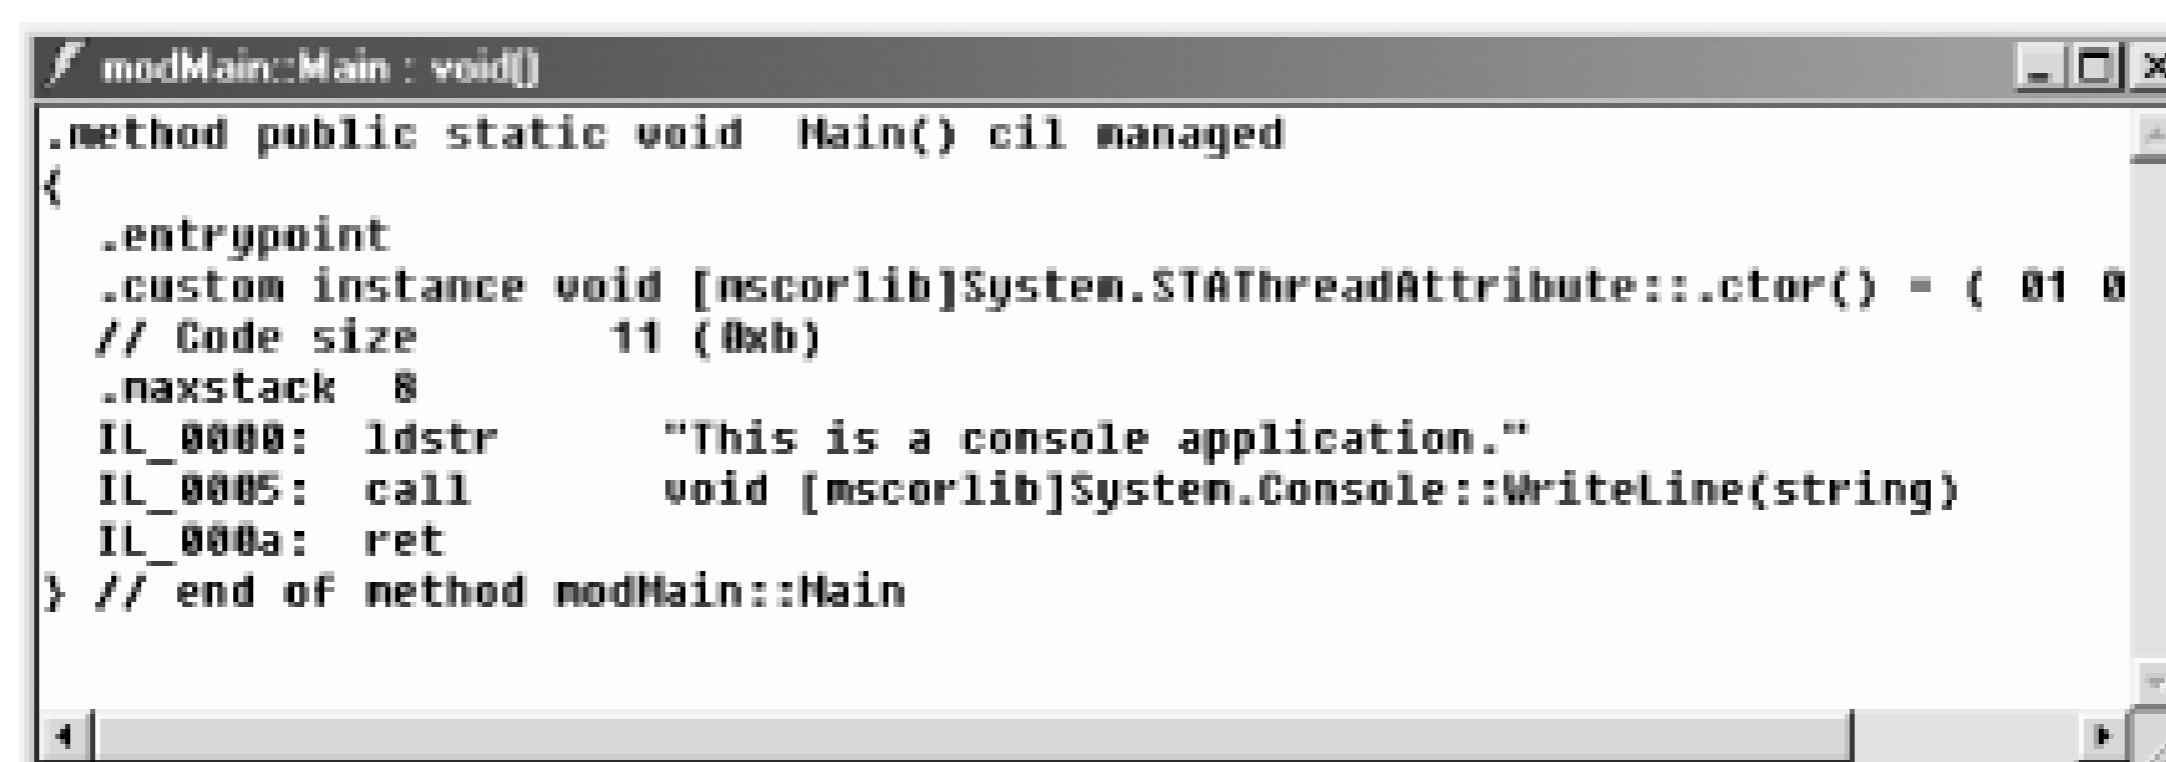 modMain::Main : void()
.method public static void  Main() cil managed
{
  .entrypoint
  .custom instance void [mscorlib]System.STAThreadAttribute::.ctor() = ( 01 0
  // Code size       11 (0xb)
  .maxstack  8
  IL_0000:  ldstr      "This is a console application."
  IL_0005:  call       void [mscorlib]System.Console::WriteLine(string)
  IL_000a:  ret
} // end of method modMain::Main